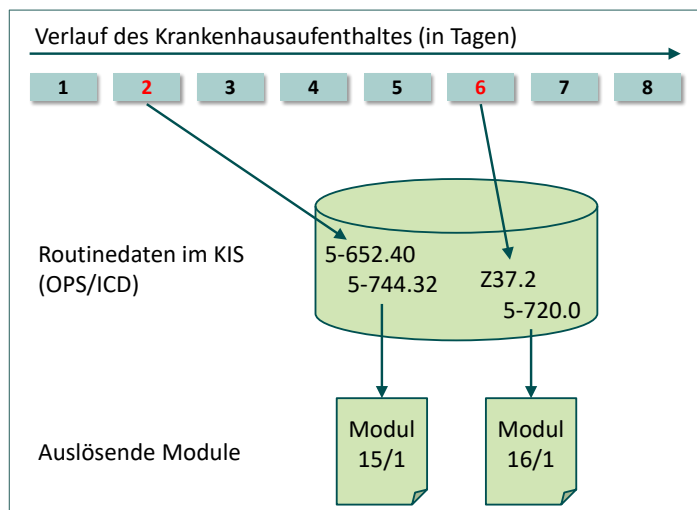 Verlauf des Krankenhausaufenthaltes (in Tagen)
1 2 3 4 5 6 7 8
Routinedaten im KIS
(OPS/ICD)
5-652.40
5-744.32
Z37.2
5-720.0
Auslösende Module
Modul
15/1
Modul
16/1